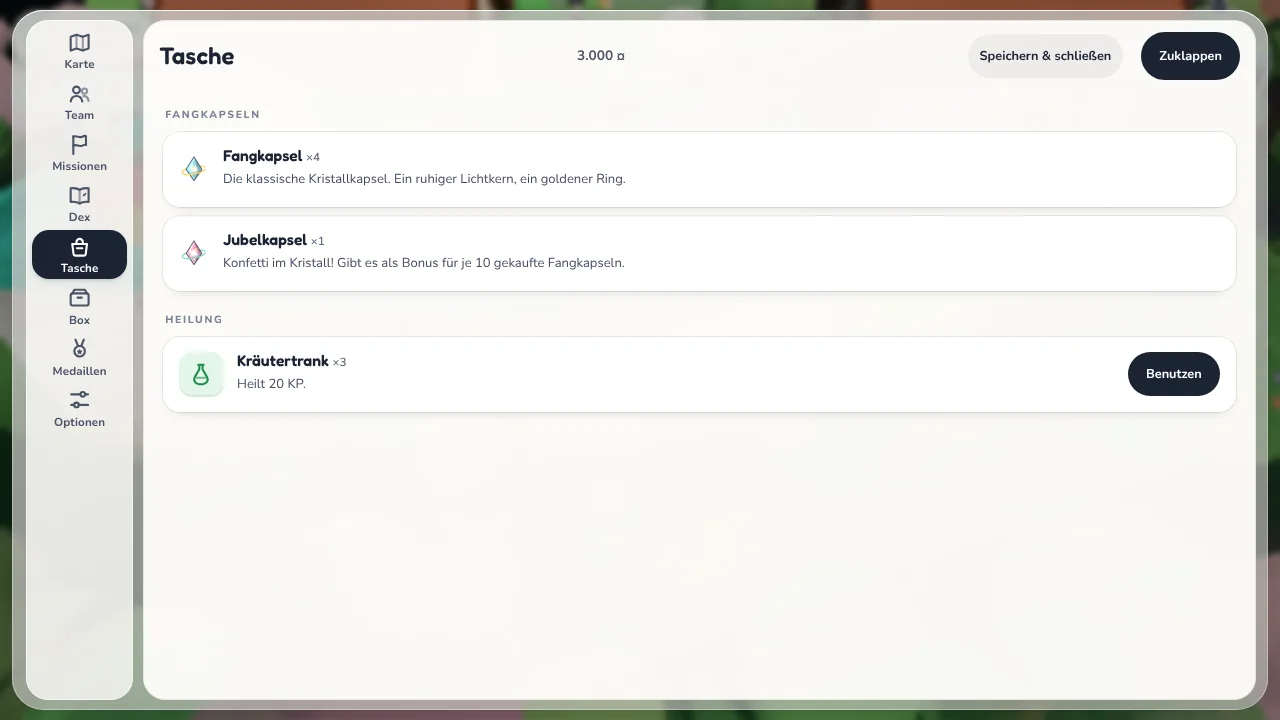 Karte
Team
Missionen
Dex
Tasche
Box
Medaillen
Optionen
Tasche
3.000 ¤
Speichern & schließen
Zuklappen
FANGKAPSELN
Fangkapsel ×4
Die klassische Kristallkapsel. Ein ruhiger Lichtkern, ein goldener Ring.
Jubelkapsel ×1
Konfetti im Kristall! Gibt es als Bonus für je 10 gekaufte Fangkapseln.
HEILUNG
Kräutertrank ×3
Heilt 20 KP.
Benutzen